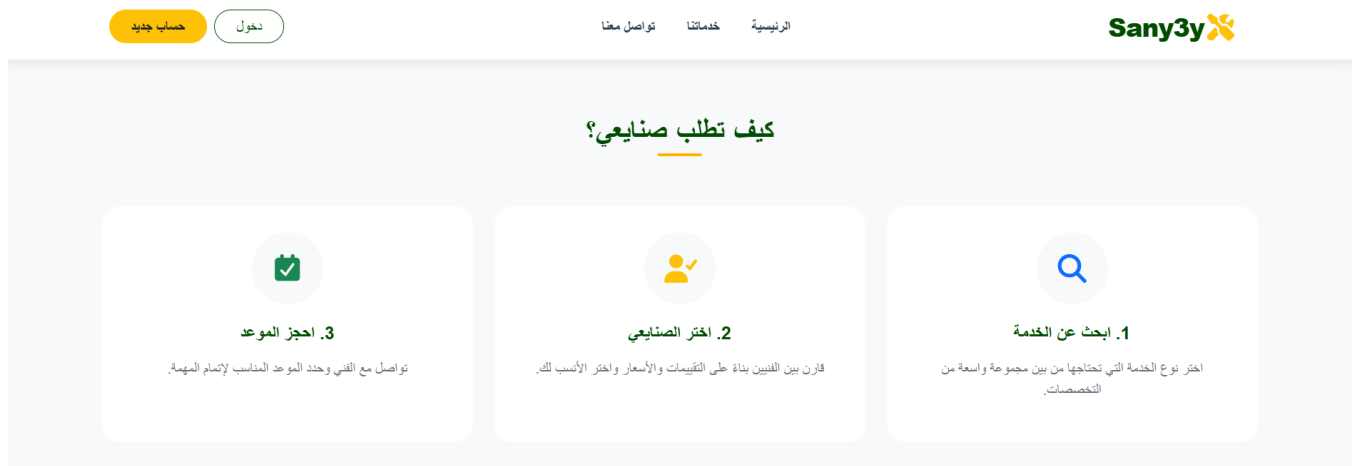 Sany3y
الرئيسية
خدماتنا
تواصل معنا
دخول
حساب جديد
كيف تطلب صنايعي؟
1. ابحث عن الخدمة
اختر نوع الخدمة التي تحتاجها من بين مجموعة واسعة من
التخصصات.
2. اختر الصنايعي
قارن بين الفنيين بناءً على التقييمات والأسعار واختر الأنسب لك.
3. احجز الموعد
تواصل مع الفني وحدد الموعد المناسب لإتمام المهمة.